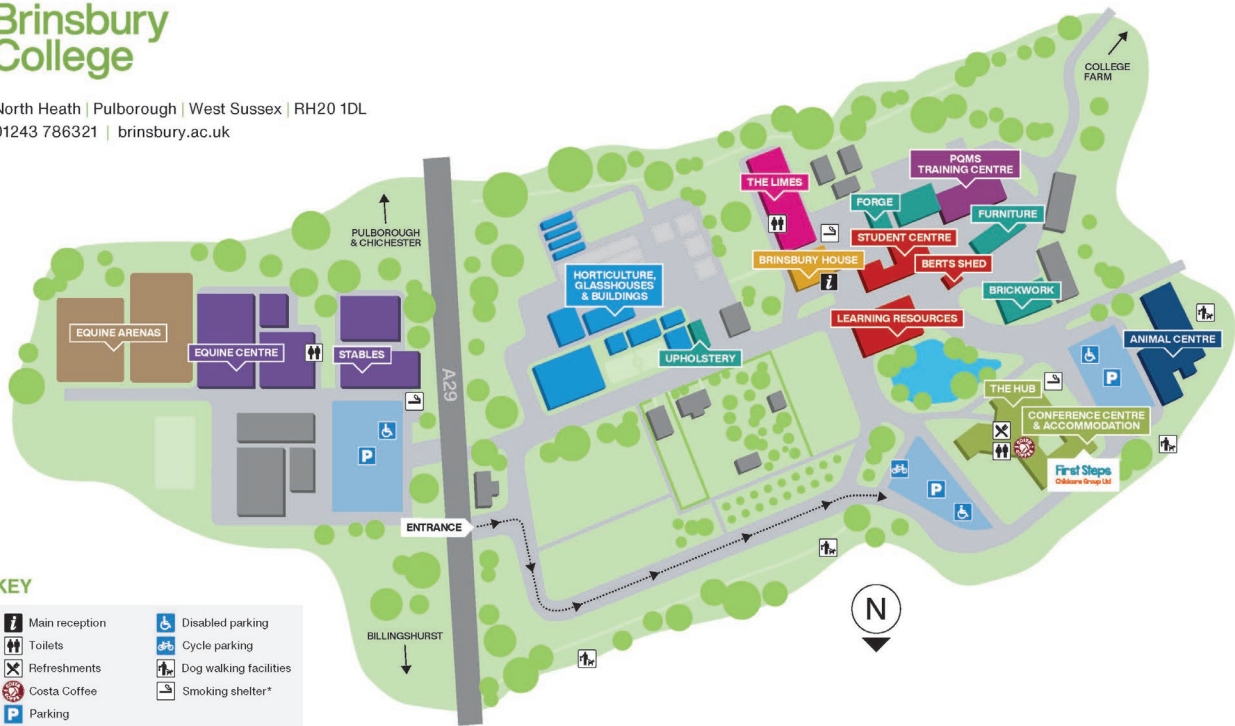 Brinsbury
College
North Heath | Pulborough | West Sussex | RH20 1DL
01243 786321 | brinsbury.ac.uk
COLLEGE
FARM
PQMS
TRAINING CENTRE
THE LIMES
FORGE
FURNITURE
PULBOROUGH
& CHICHESTER
STUDENT CENTRE
BRINSBURY HOUSE
BERTS SHED
i
HORTICULTURE,
GLASSHOUSES
& BUILDINGS
BRICKWORK
LEARNING RESOURCES
EQUINE ARENAS
EQUINE CENTRE
STABLES
UPHOLSTERY
ANIMAL CENTRE
A29
P
THE HUB
CONFERENCE CENTRE
& ACCOMMODATION
P
First Steps
Childcare Group Ltd
P
ENTRANCE
N
BILLINGSHURST
KEY
i Main reception
Toilets
Refreshments
Costa Coffee
P Parking
Disabled parking
Cycle parking
Dog walking facilities
Smoking shelter*